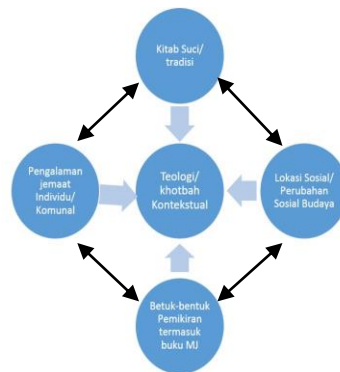 Kitab Suci/
tradisi
Pengalaman
jemaat
Individu/
Komunal
Teologi/
khotbah
Kontekstual
Lokasi Sosial/
Perubahan
Sosial Budaya
Betuk-bentuk
Pemikiran
termasuk
buku MJ